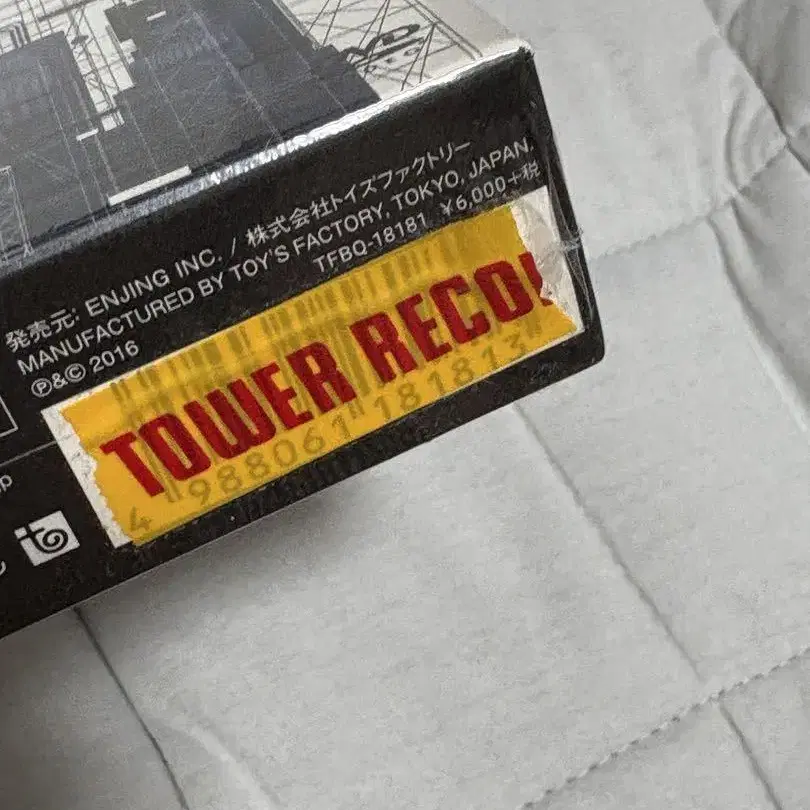 発売元: ENJING INC. / 株式会社トイズファクトリー
MANUFACTURED BY TOY'S FACTORY, TOKYO, JAPAN.
Ⓟ&© 2016
TFBQ-18181 ¥6,000+税
TOWER RECO
4 988061 181813